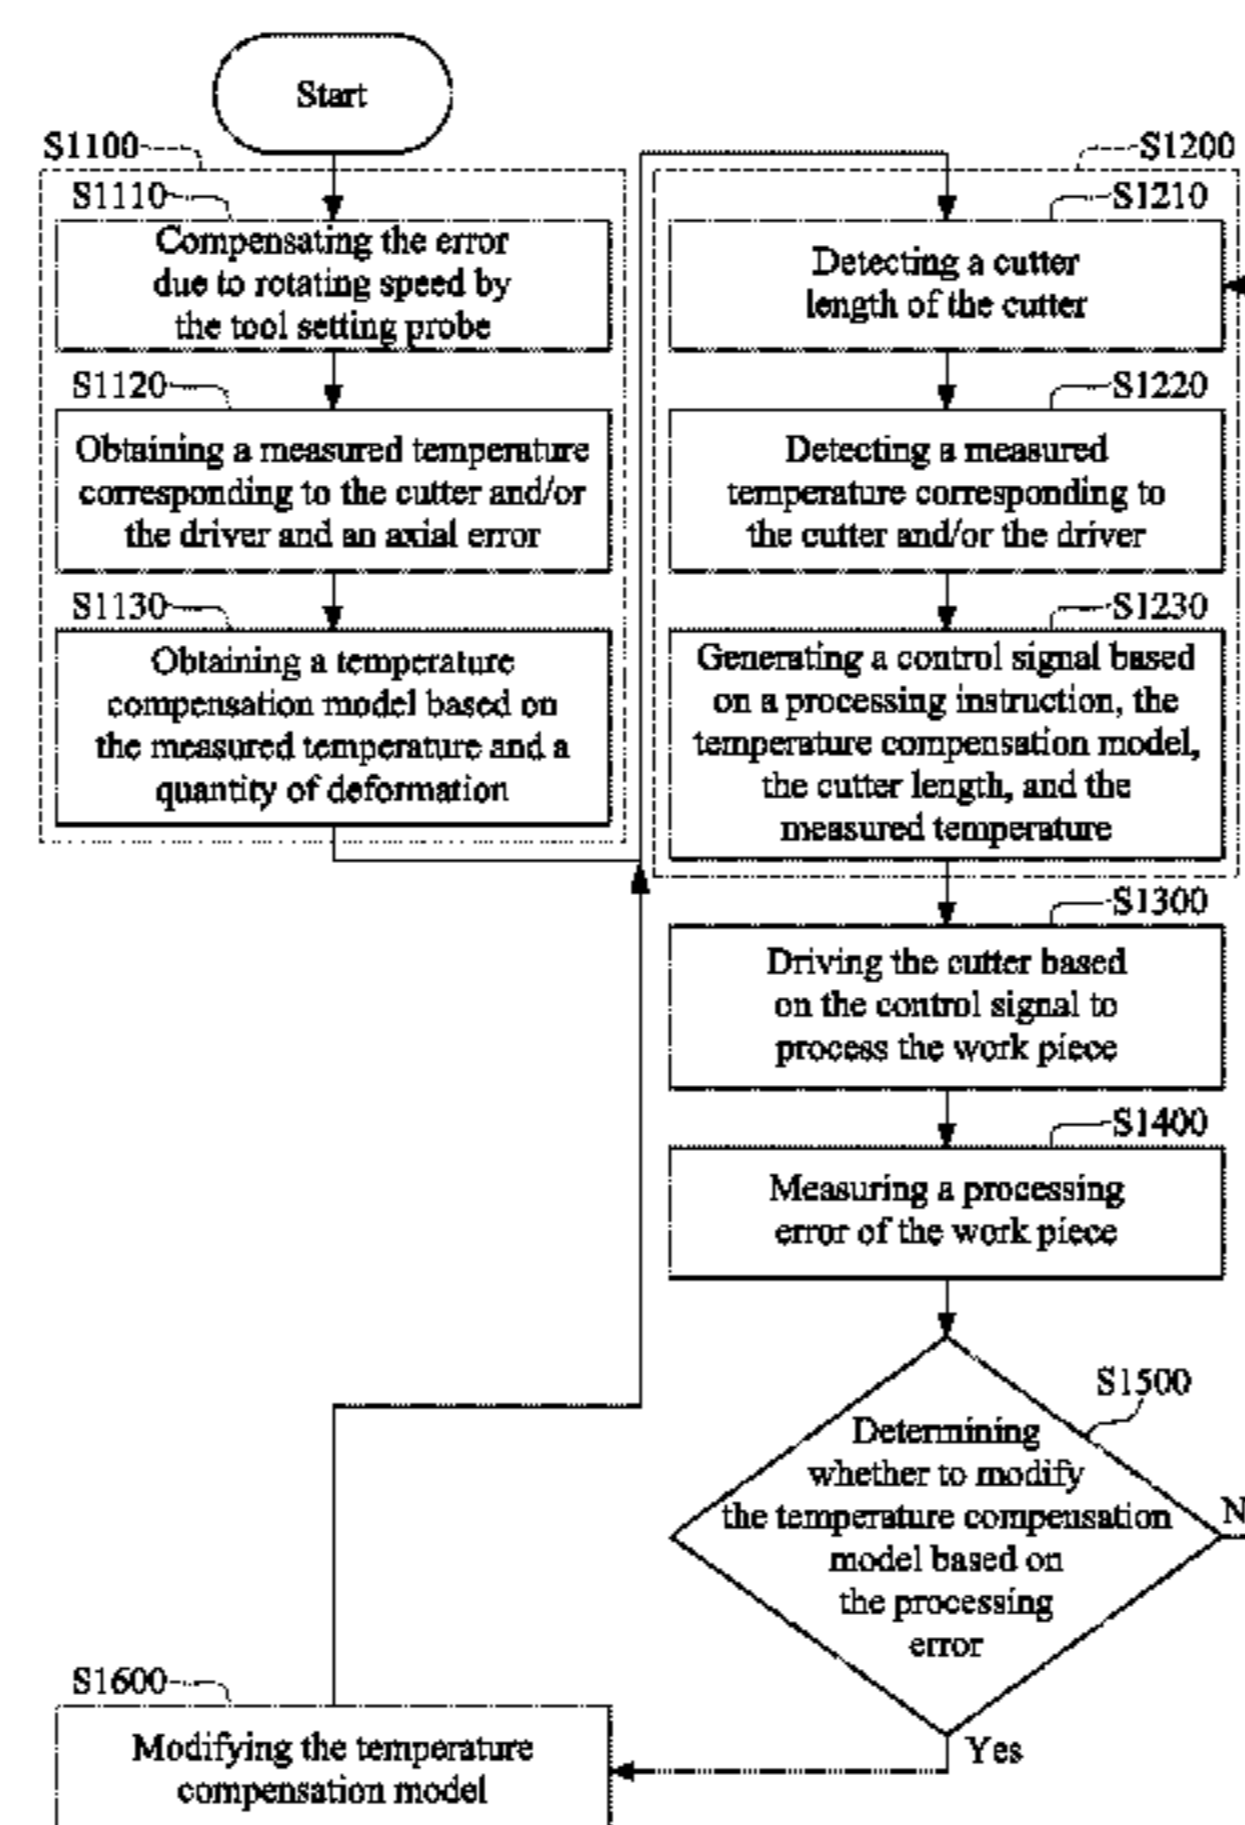 Start
S1100
S1110
Compensating the error
due to rotating speed by
the tool setting probe
S1120
Obtaining a measured temperature
corresponding to the cutter and/or
the driver and an axial error
S1130
Obtaining a temperature
compensation model based on
the measured temperature and a
quantity of deformation
S1200
S1210
Detecting a cutter
length of the cutter
S1220
Detecting a measured
temperature corresponding to
the cutter and/or the driver
S1230
Generating a control signal based
on a processing instruction, the
temperature compensation model,
the cutter length, and the
measured temperature
S1300
Driving the cutter based
on the control signal to
process the work piece
S1400
Measuring a processing
error of the work piece
S1500
Determining
whether to modify
the temperature compensation
model based on
the processing
error
N
Yes
S1600
Modifying the temperature
compensation model